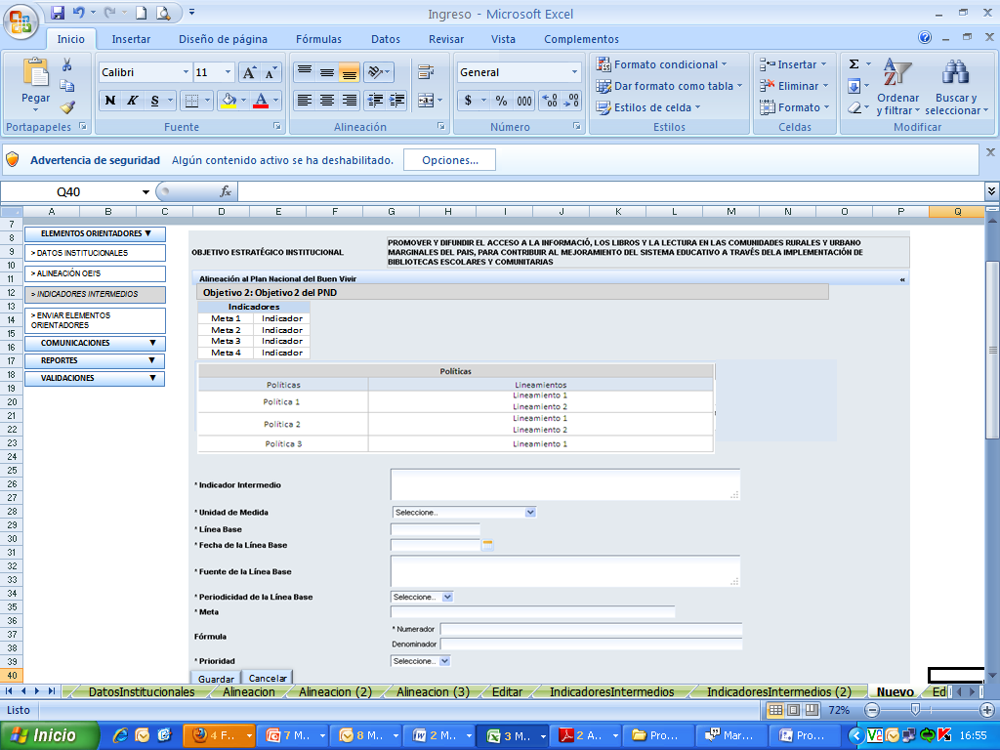 Ingreso - Microsoft Excel
Inicio Insertar Diseño de página Fórmulas Datos Revisar Vista Complementos
Pegar
Calibri 11
General
N K S
$ % 000
Formato condicional
Dar formato como tabla
Estilos de celda
Insertar
Eliminar
Formato
Σ
Ordenar y filtrar
Buscar y seleccionar
Portapapeles Fuente Alineación Número Estilos Celdas Modificar
Advertencia de seguridad Algún contenido activo se ha deshabilitado. Opciones...
Q40 fx
A B C D E F G H I J K L M N O P Q
7
8
9
10
11
12
13
14
15
16
17
18
19
20
21
22
23
24
25
26
27
28
29
30
31
32
33
34
35
36
37
38
39
40
ELEMENTOS ORIENTADORES ▼
> DATOS INSTITUCIONALES
> ALINEACIÓN OEI'S
> INDICADORES INTERMEDIOS
> ENVIAR ELEMENTOS
ORIENTADORES
COMUNICACIONES ▼
REPORTES ▼
VALIDACIONES ▼
OBJETIVO ESTRATÉGICO INSTITUCIONAL
PROMOVER Y DIFUNDIR EL ACCESO A LA INFORMACIÓ, LOS LIBROS Y LA LECTURA EN LAS COMUNIDADES RURALES Y URBANO
MARGINALES DEL PAIS, PARA CONTRIBUIR AL MEJORAMIENTO DEL SISTEMA EDUCATIVO A TRAVÉS DELA IMPLEMENTACIÓN DE
BIBLIOTECAS ESCOLARES Y COMUNITARIAS
Alineación al Plan Nacional del Buen Vivir «
Objetivo 2: Objetivo 2 del PND
Indicadores
Meta 1 Indicador
Meta 2 Indicador
Meta 3 Indicador
Meta 4 Indicador
Políticas
Políticas Lineamientos
Política 1
Lineamiento 1
Lineamiento 2
Política 2
Lineamiento 1
Lineamiento 2
Política 3 Lineamiento 1
* Indicador Intermedio
* Unidad de Medida Seleccione..
* Línea Base
* Fecha de la Línea Base
* Fuente de la Línea Base
* Periodicidad de la Línea Base Seleccione..
* Meta
Fórmula
* Numerador
Denominador
* Prioridad Seleccione..
Guardar Cancelar
DatosInstitucionales Alineacion Alineacion (2) Alineacion (3) Editar IndicadoresIntermedios IndicadoresIntermedios (2) Nuevo Ed
Listo 72%
Inicio 4 F... 7 M... 8 M... 2 M... 3 M... 2 A... Pro... Mar... Pro... 16:55